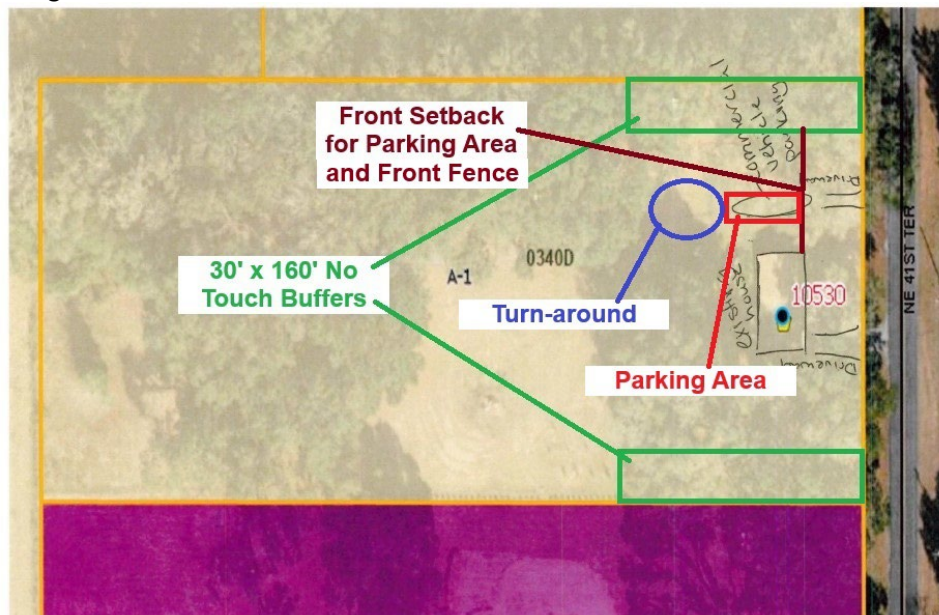 Commercial
vehicle
parking
Front Setback
for Parking Area
and Front Fence
Driveway
30' x 160' No
Touch Buffers
0340D
A-1
NE 41ST TER
existing
house
10530
Turn-around
Parking Area
Driveway